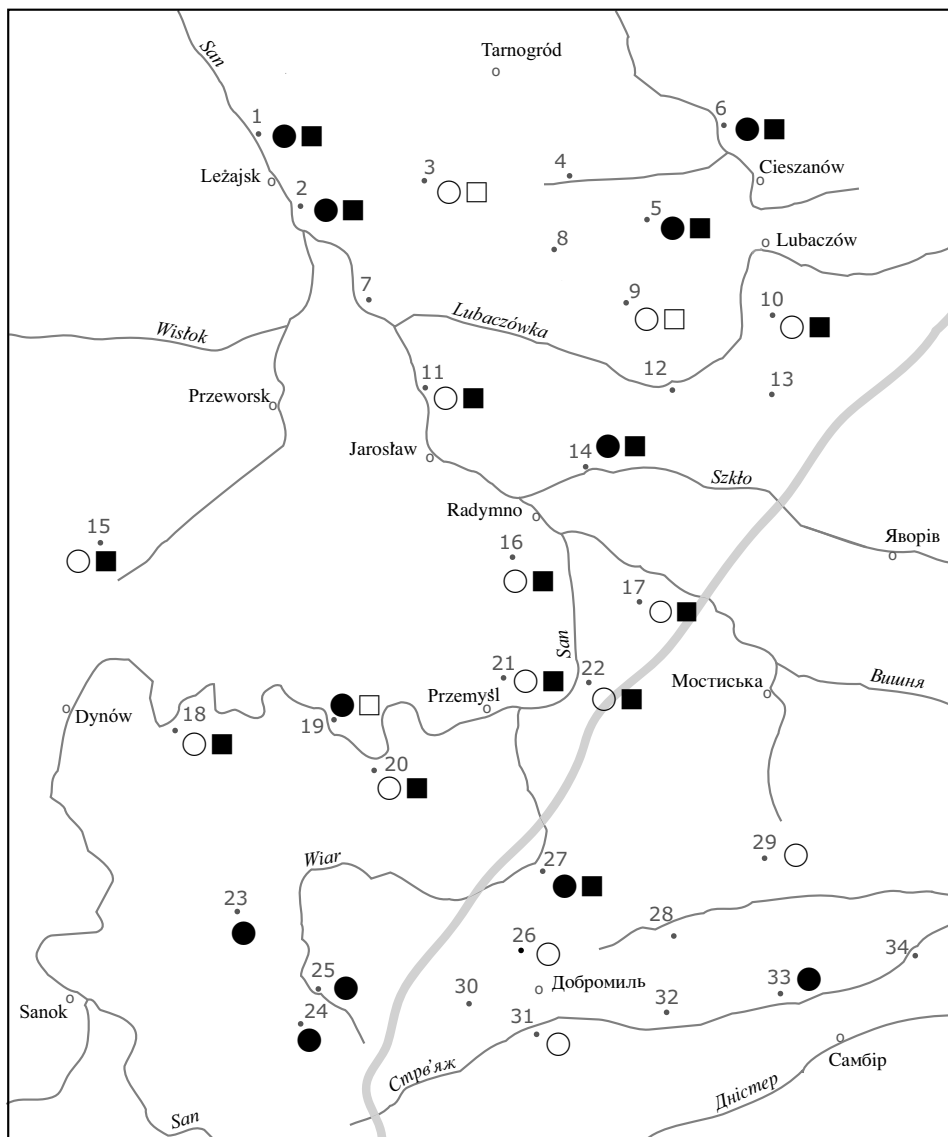 San
Tarnogród
1
6
3
4
Leżajsk
Cieszanów
2
5
8
Lubaczów
7
9
10
Wisłok
Lubaczówka
11
12
13
Przeworsk
Jarosław
14
Szkło
Radymno
15
16
Яворів
17
San
21
22
Мостиська
Вишня
Dynów
18
19
Przemyśl
20
Wiar
27
29
23
28
26
34
25
Добромиль
33
Sanok
24
30
32
31
Стрв'яж
Самбір
San
Дністер